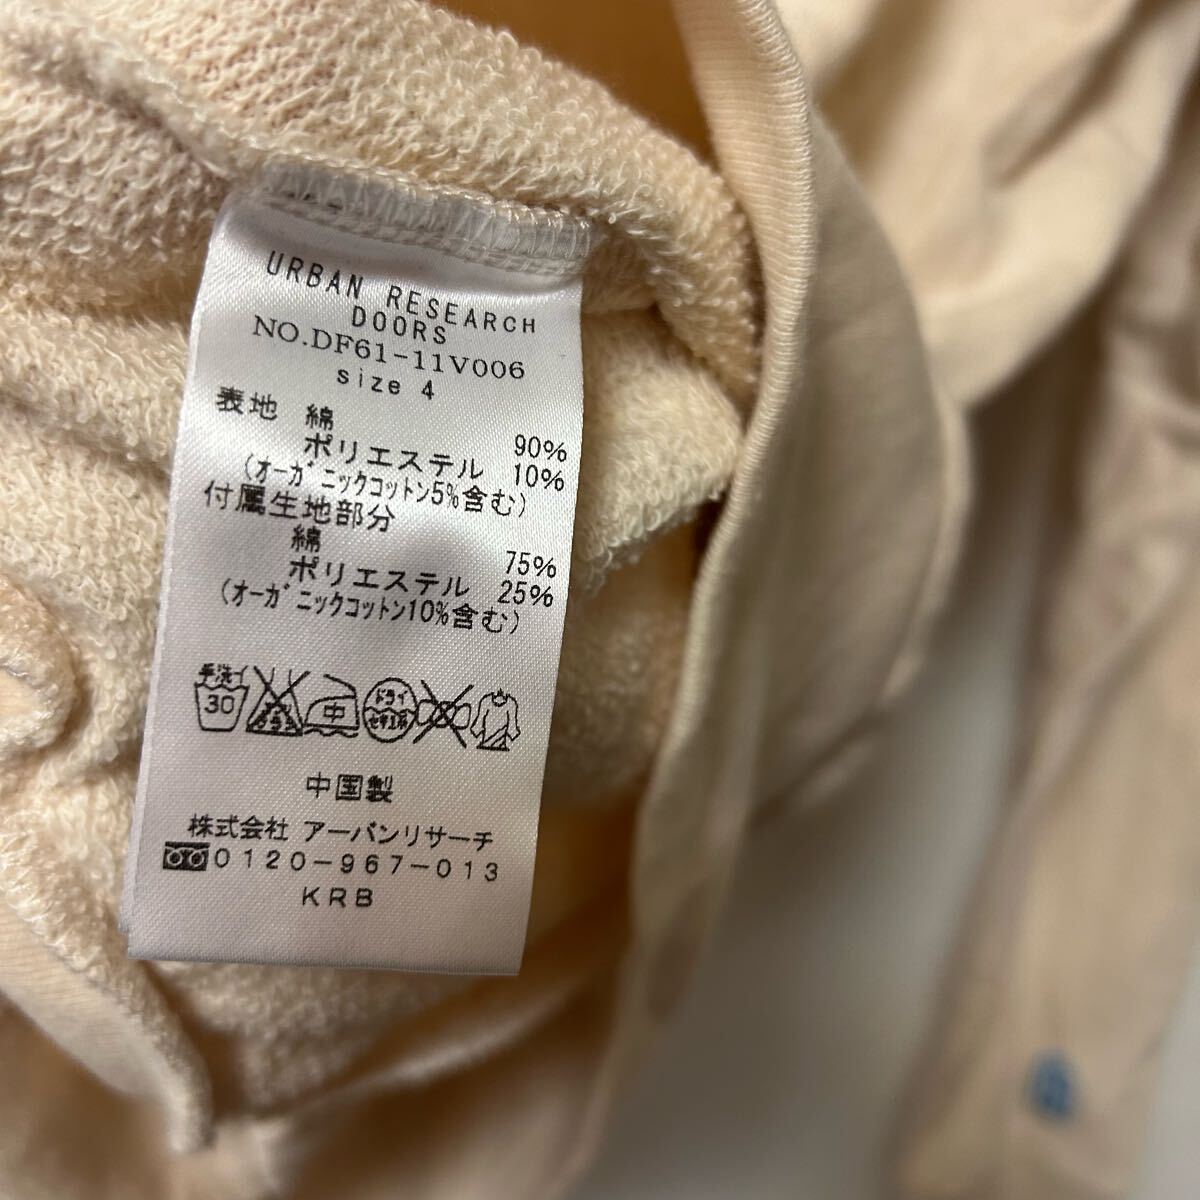 URBAN RESEARCH
DOORS
NO.DF61-11V006
size 4
表地 綿 90%
ポリエステル 10%
(オーガニックコットン5%含む)
付属生地部分
綿 75%
ポリエステル 25%
(オーガニックコットン10%含む)
手洗イ
30
中
ドライ
セキユ系
中国製
株式会社 アーバンリサーチ
0120-967-013
KRB